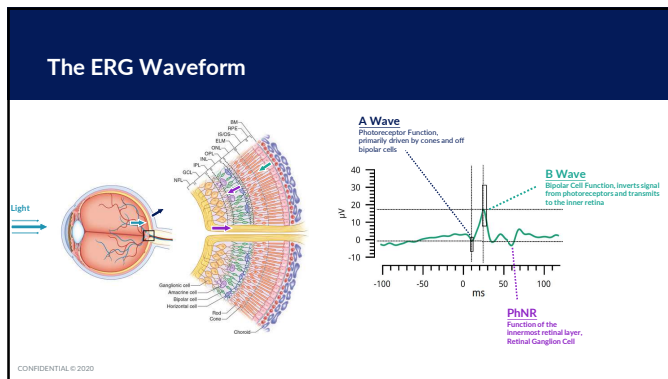 The ERG Waveform
Light
BM
RPE
IS/OS
ELM
ONL
OPL
INL
IPL
GCL
NPL
Ganglionic cell
Amacrine cell
Bipolar cell
Horizontal cell
Rod
Cone
Choroid
A Wave
Photoreceptor Function,
primarily driven by cones and off
bipolar cells
B Wave
Bipolar Cell Function, inverts signal
from photoreceptors and transmits
to the inner retina
40
30
20
10
0
-10
μV
-100 -50 0 50 100
ms
PhNR
Function of the
innermost retinal layer,
Retinal Ganglion Cell
CONFIDENTIAL © 2020